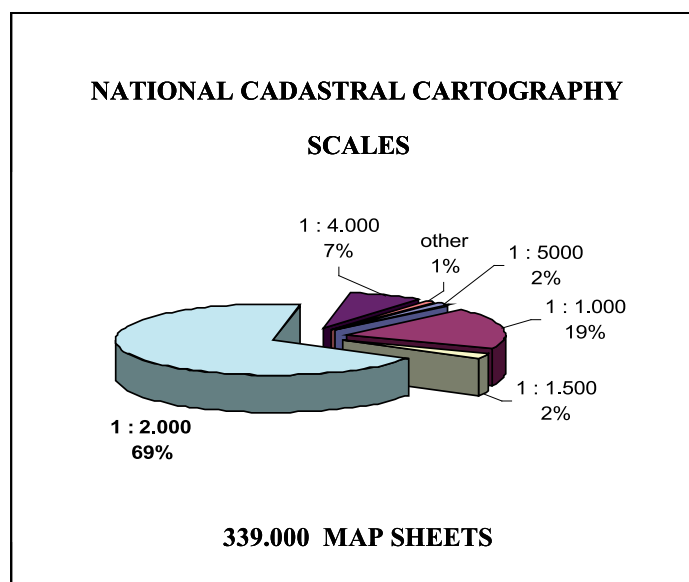 NATIONAL CADASTRAL CARTOGRAPHY
SCALES
1 : 4.000
7%
other
1%
1 : 5000
2%
1 : 1.000
19%
1 : 1.500
2%
1 : 2.000
69%
339.000 MAP SHEETS